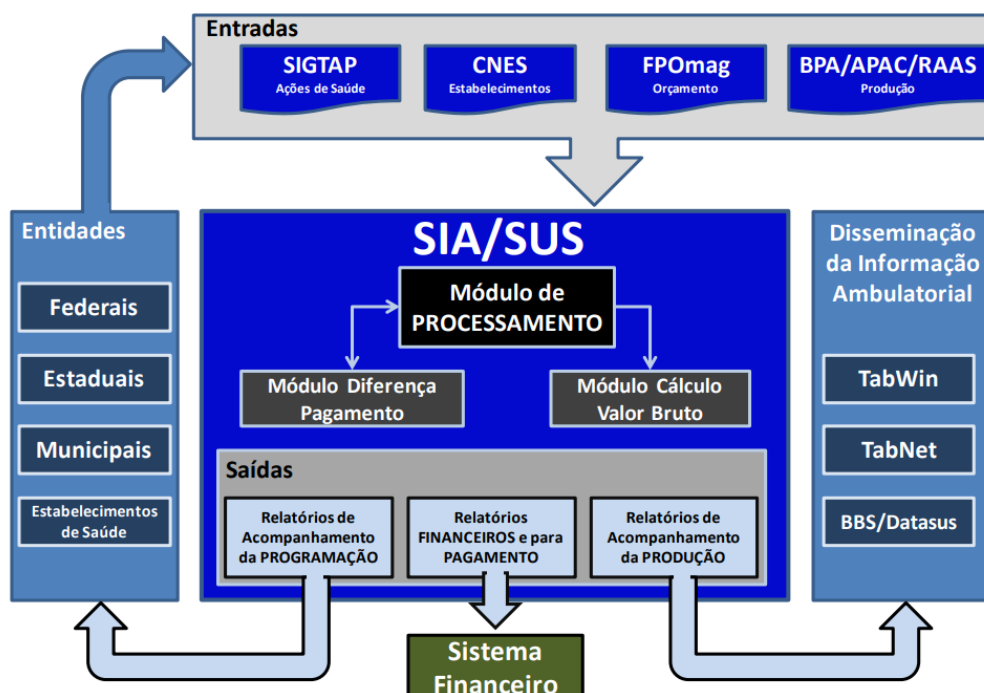 Entradas
SIGTAP
Ações de Saúde
CNES
Estabelecimentos
FPOmag
Orçamento
BPA/APAC/RAAS
Produção
Entidades
Federais
Estaduais
Municipais
Estabelecimentos
de Saúde
SIA/SUS
Módulo de
PROCESSAMENTO
Módulo Diferença
Pagamento
Módulo Cálculo
Valor Bruto
Saídas
Relatórios de
Acompanhamento
da PROGRAMAÇÃO
Relatórios
FINANCEIROS e para
PAGAMENTO
Relatórios de
Acompanhamento
da PRODUÇÃO
Sistema
Financeiro
Disseminação
da Informação
Ambulatorial
TabWin
TabNet
BBS/Datasus